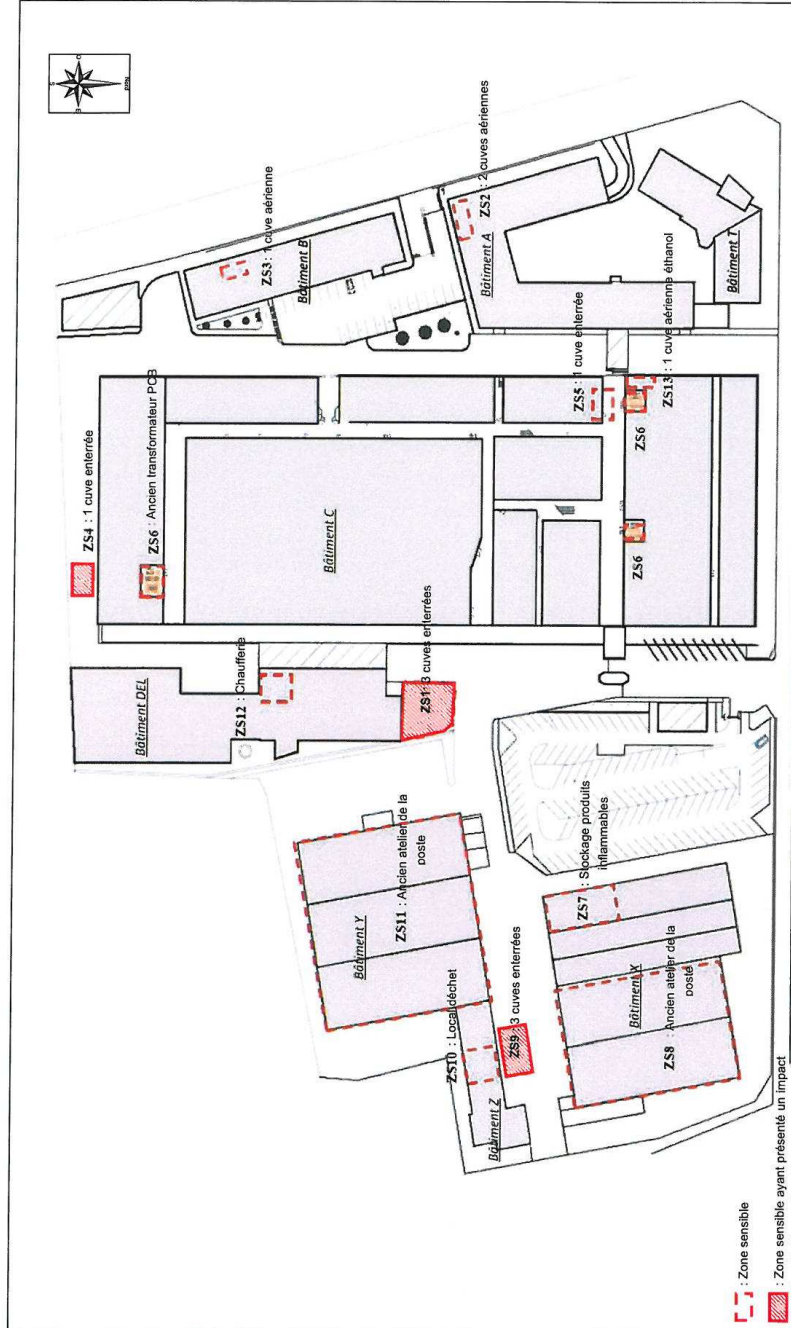 Nord
S
E
O
ZS3 : 1 cuve aérienne
Bâtiment B
ZS2 : 2 cuves aériennes
Bâtiment A
Bâtiment T
ZS4 : 1 cuve enterrée
ZS6 : Ancien transformateur PCB
Bâtiment C
ZS5 : 1 cuve enterrée
ZS6
ZS13 : 1 cuve aérienne éthanol
ZS6
Bâtiment DEL
ZS12 : Chaufferie
ZS1 : 3 cuves enterrées
Bâtiment Y
ZS11 : Ancien atelier de la
poste
ZS7 : Stockage produits
inflammables
ZS10 : Local déchet
Bâtiment Z
ZS9 : 3 cuves enterrées
Bâtiment X
ZS8 : Ancien atelier de la
poste
: Zone sensible
: Zone sensible ayant présenté un impact